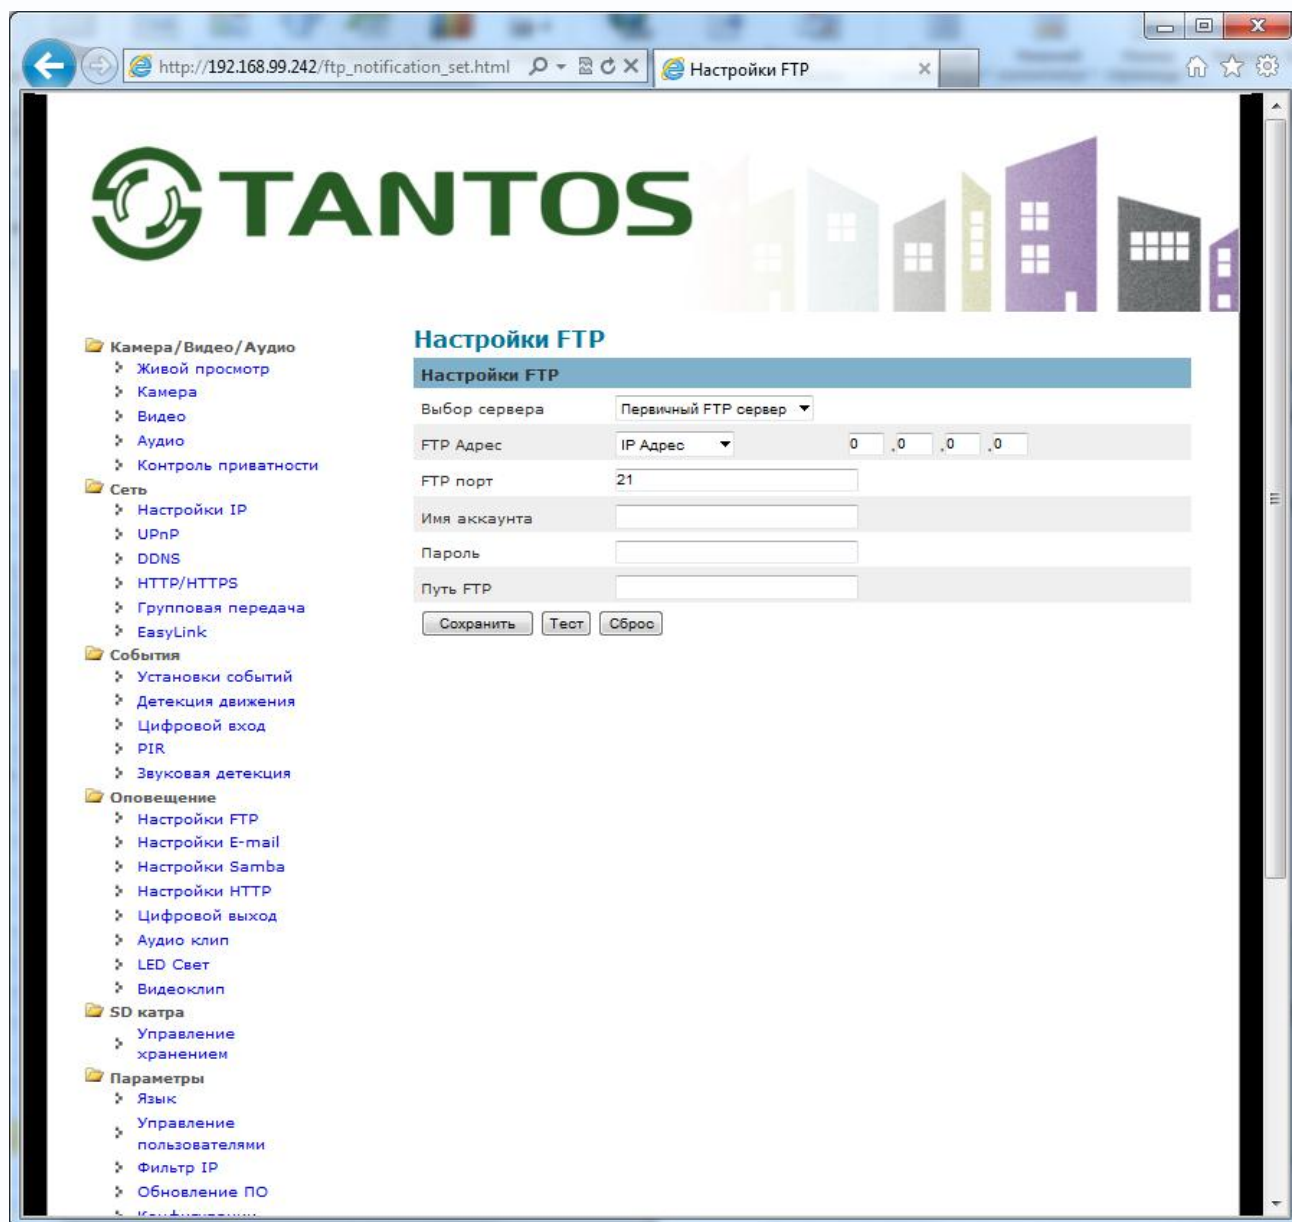 http://192.168.99.242/ftp_notification_set.html
Настройки FTP
TANTOS
Камера/Видео/Аудио
Живой просмотр
Камера
Видео
Аудио
Контроль приватности
Сеть
Настройки IP
UPnP
DDNS
HTTP/HTTPS
Групповая передача
EasyLink
События
Установки событий
Детекция движения
Цифровой вход
PIR
Звуковая детекция
Оповещение
Настройки FTP
Настройки E-mail
Настройки Samba
Настройки HTTP
Цифровой выход
Аудио клип
LED Свет
Видеоклип
SD катра
Управление
хранением
Параметры
Язык
Управление
пользователями
Фильтр IP
Обновление ПО
Настройки FTP
Настройки FTP
Выбор сервера Первичный FTP сервер
FTP Адрес IP Адрес 0 .0 .0 .0
FTP порт 21
Имя аккаунта
Пароль
Путь FTP
Сохранить Тест Сброс